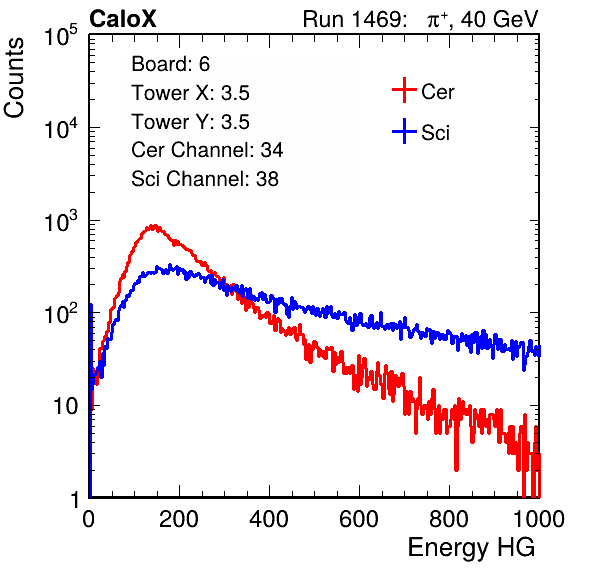 CaloX Run 1469: π⁺, 40 GeV
Counts
10⁵
10⁴
10³
10²
10
1
Board: 6
Tower X: 3.5
Tower Y: 3.5
Cer Channel: 34
Sci Channel: 38
Cer
Sci
0 200 400 600 800 1000
Energy HG